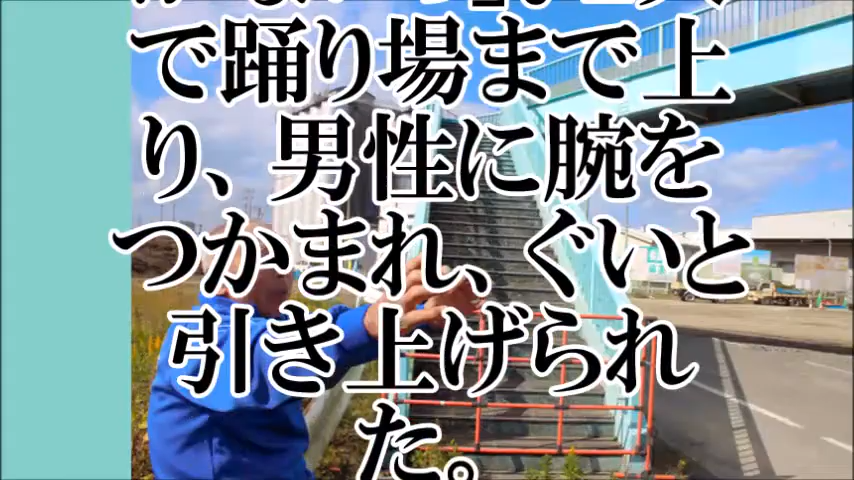 で踊り場まで上
り、男性に腕を
つかまれ、ぐいと
引き上げられ
た。